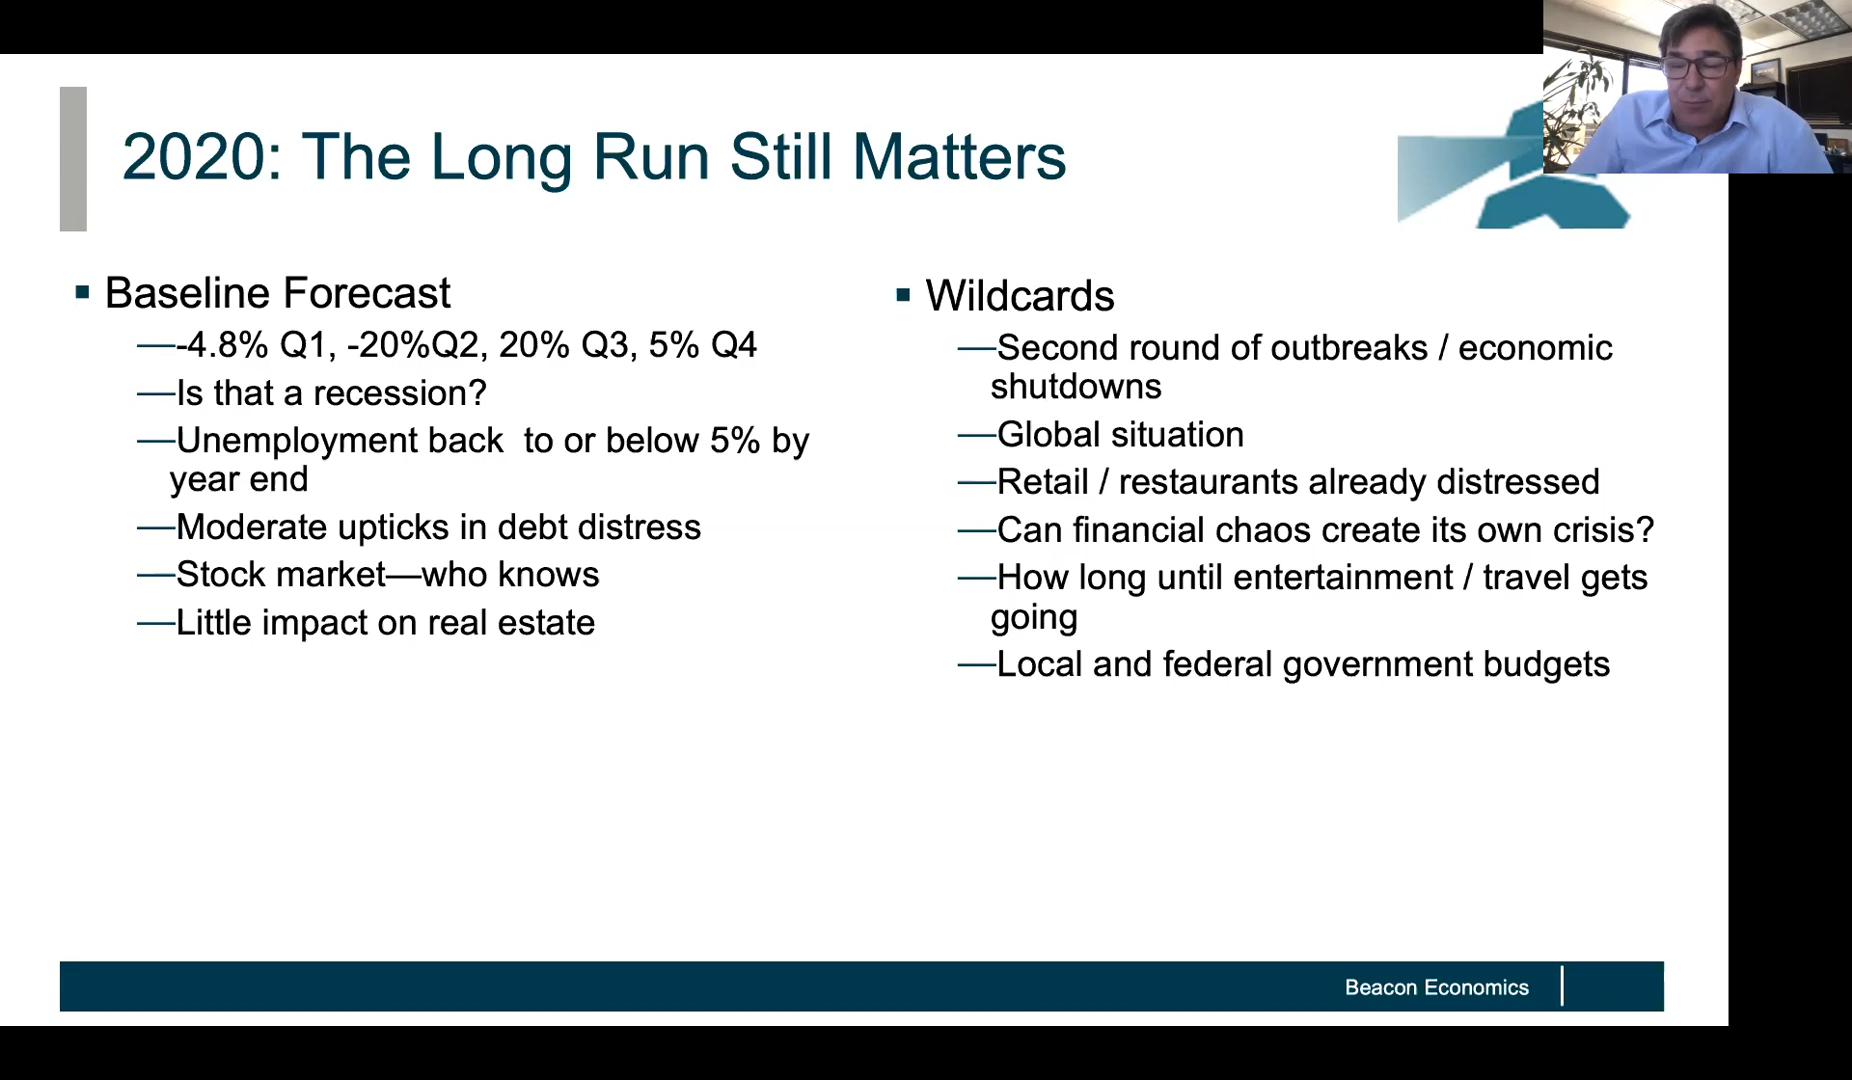 2020: The Long Run Still Matters
Baseline Forecast
—-4.8% Q1, -20%Q2, 20% Q3, 5% Q4
—Is that a recession?
—Unemployment back  to or below 5% by
year end
—Moderate upticks in debt distress
—Stock market—who knows
—Little impact on real estate
Wildcards
—Second round of outbreaks / economic
shutdowns
—Global situation
—Retail / restaurants already distressed
—Can financial chaos create its own crisis?
—How long until entertainment / travel gets
going
—Local and federal government budgets
Beacon Economics